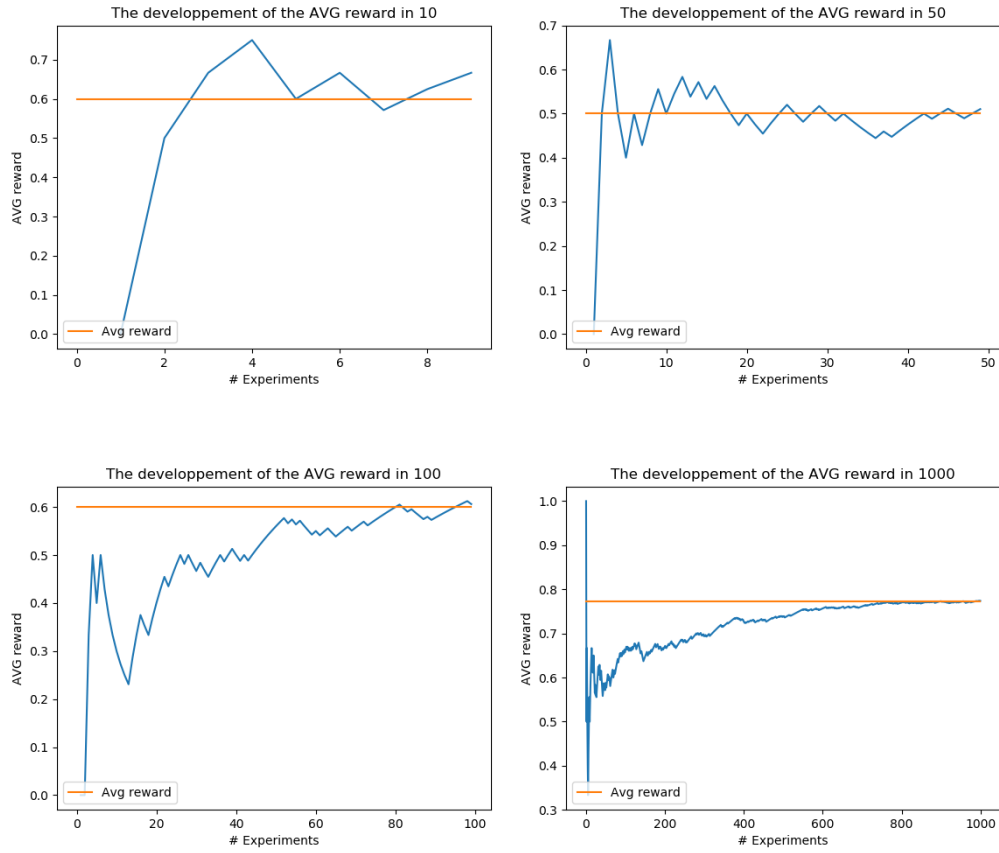 The developpement of the AVG reward in 10
0.7
0.6
0.5
0.4
0.3
0.2
0.1
0.0
AVG reward
Avg reward
0 2 4 6 8
# Experiments
The developpement of the AVG reward in 50
0.7
0.6
0.5
0.4
0.3
0.2
0.1
0.0
AVG reward
Avg reward
0 10 20 30 40 50
# Experiments
The developpement of the AVG reward in 100
0.6
0.5
0.4
0.3
0.2
0.1
0.0
AVG reward
Avg reward
0 20 40 60 80 100
# Experiments
The developpement of the AVG reward in 1000
1.0
0.9
0.8
0.7
0.6
0.5
0.4
0.3
AVG reward
Avg reward
0 200 400 600 800 1000
# Experiments